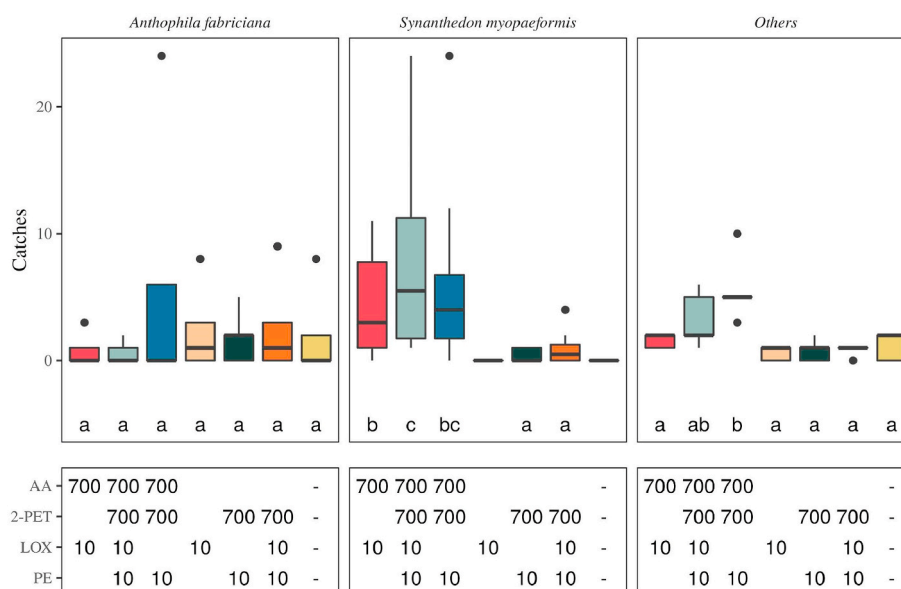 Anthophila fabriciana Synanthedon myopaeformis Others
Catches
20
10
0
a a a a a a a b c bc a a a ab b a a a a
AA 700 700 700 - 700 700 700 - 700 700 700 -
2-PET 700 700 700 700 - 700 700 700 700 - 700 700 700 700 -
LOX 10 10 10 10 - 10 10 10 10 - 10 10 10 10 -
PE 10 10 10 10 - 10 10 10 10 - 10 10 10 10 -